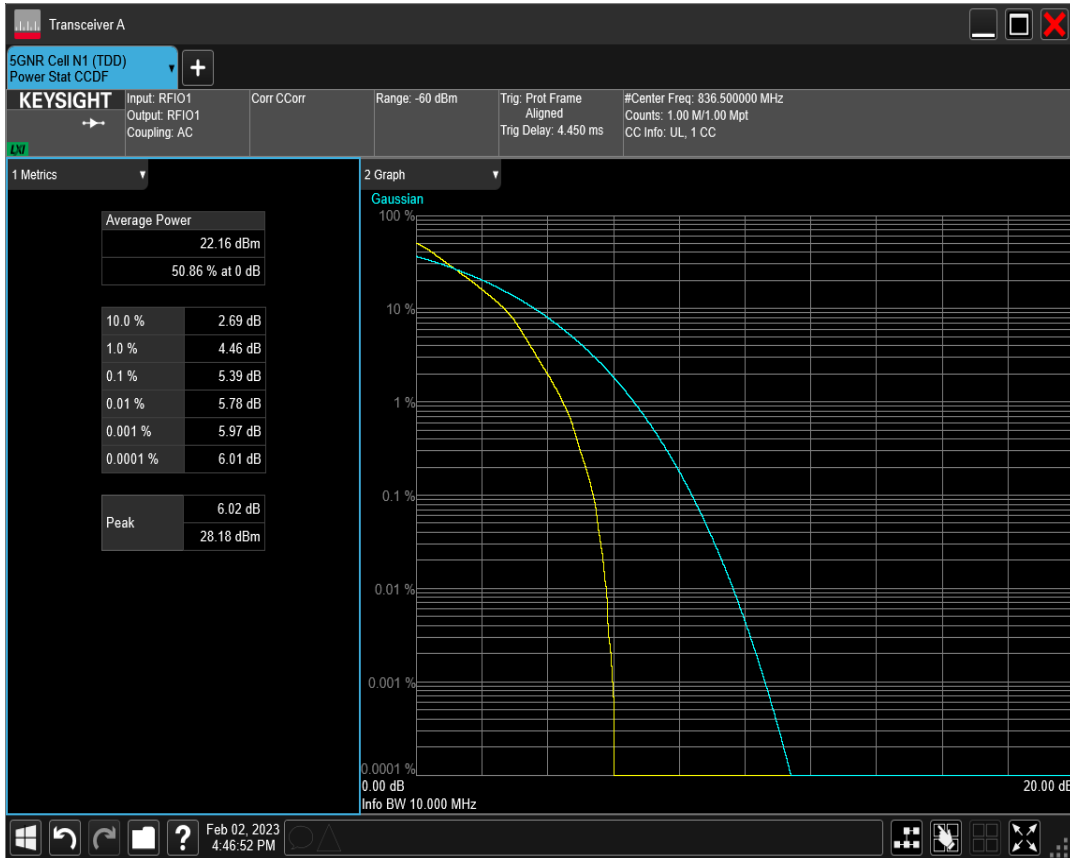 Transceiver A
5GNR Cell N1 (TDD)
Power Stat CCDF
+
KEYSIGHT
LXI
Input: RFIO1
Output: RFIO1
Coupling: AC
Corr CCorr
Range: -60 dBm
Trig: Prot Frame
Aligned
Trig Delay: 4.450 ms
#Center Freq: 836.500000 MHz
Counts: 1.00 M/1.00 Mpt
CC Info: UL, 1 CC
1 Metrics
Average Power
22.16 dBm
50.86 % at 0 dB
10.0 % 2.69 dB
1.0 % 4.46 dB
0.1 % 5.39 dB
0.01 % 5.78 dB
0.001 % 5.97 dB
0.0001 % 6.01 dB
Peak
6.02 dB
28.18 dBm
2 Graph
Gaussian
100 %
10 %
1 %
0.1 %
0.01 %
0.001 %
0.0001 %
0.00 dB 20.00 dB
Info BW 10.000 MHz
?
Feb 02, 2023
4:46:52 PM